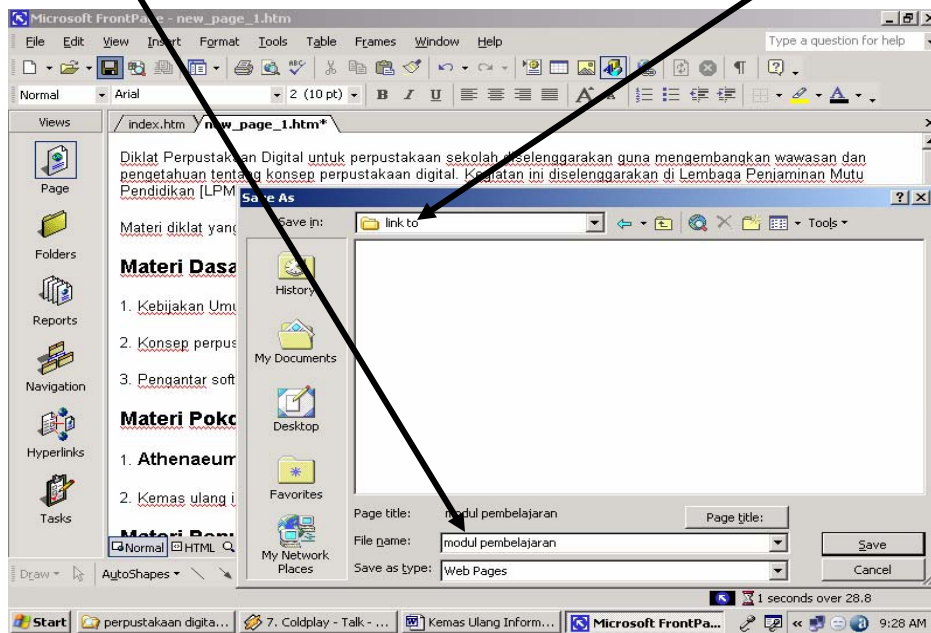 Microsoft FrontPage - new_page_1.htm
File Edit View Insert Format Tools Table Frames Window Help
Type a question for help
Normal Arial 2 (10 pt) B I U A A
Views
index.htm new_page_1.htm*
Diklat Perpustakaan Digital untuk perpustakaan sekolah diselenggarakan guna mengembangkan wawasan dan
pengetahuan tentang konsep perpustakaan digital. Kegiatan ini diselenggarakan di Lembaga Penjaminan Mutu
Pendidikan [LPM
Materi diklat yang
Materi Dasa
1. Kebijakan Umu
2. Konsep perpus
3. Pengantar soft
Materi Poko
1. Athenaeum
2. Kemas ulang i
Page
Folders
Reports
Navigation
Hyperlinks
Tasks
Normal HTML
Draw AutoShapes
Save As
Save in: link to Tools
History
My Documents
Desktop
Favorites
My Network
Places
Page title: modul pembelajaran Page title:
File name: modul pembelajaran Save
Save as type: Web Pages Cancel
1 seconds over 28.8
Start perpustakaan digita... 7. Coldplay - Talk - ... Kemas Ulang Inform... Microsoft FrontPa... 9:28 AM